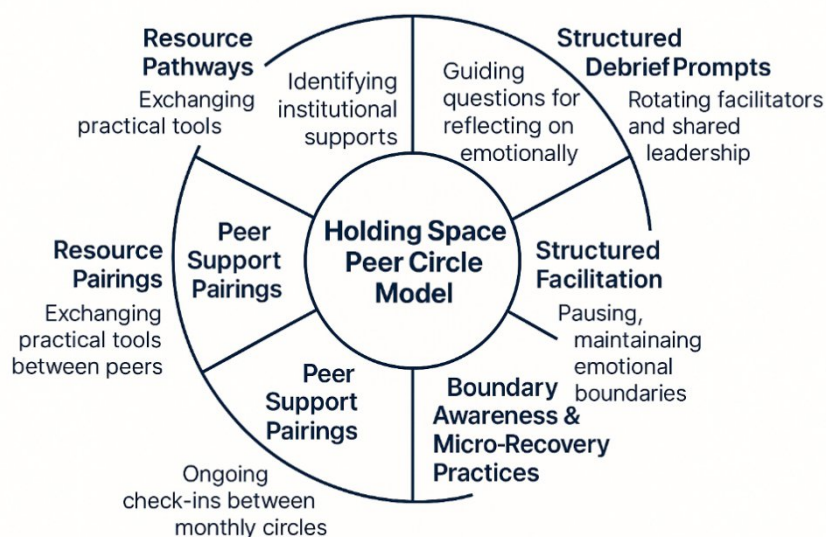 Resource
Pathways
Exchanging
practical tools
Identifying
institutional
supports
Guiding
questions for
reflecting on
emotionally
Structured
Debrief Prompts
Rotating facilitators
and shared
leadership
Holding Space
Peer Circle
Model
Peer
Support
Pairings
Resource
Pairings
Exchanging
practical tools
between peers
Structured
Facilitation
Pausing,
maintainaing
emotional
boundaries
Peer
Support
Pairings
Boundary
Awareness &
Micro-Recovery
Practices
Ongoing
check-ins between
monthly circles